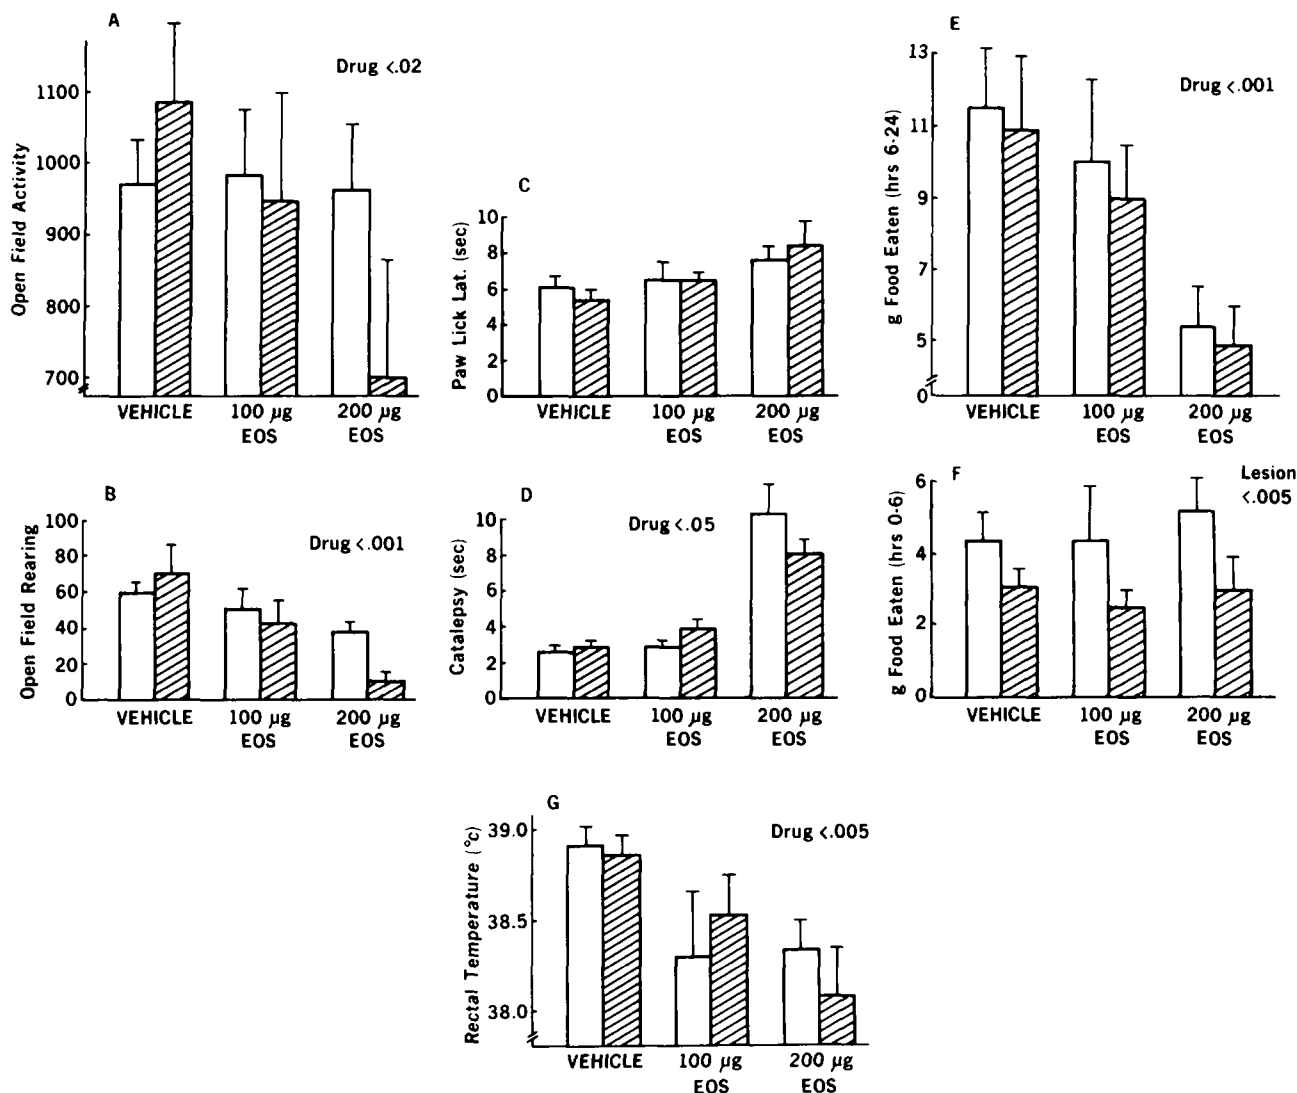 A
Drug <.02
Open Field Activity
1100
1000
900
800
700
VEHICLE
100 µg
EOS
200 µg
EOS
B
Drug <.001
Open Field Rearing
100
80
60
40
20
0
VEHICLE
100 µg
EOS
200 µg
EOS
C
Paw Lick Lat. (sec)
10
8
6
4
2
0
VEHICLE
100 µg
EOS
200 µg
EOS
D
Drug <.05
Catalepsy (sec)
10
8
6
4
2
0
VEHICLE
100 µg
EOS
200 µg
EOS
E
Drug <.001
g Food Eaten (hrs 6-24)
13
11
9
7
5
0
VEHICLE
100 µg
EOS
200 µg
EOS
F
Lesion
<.005
g Food Eaten (hrs 0-6)
6
4
2
0
VEHICLE
100 µg
EOS
200 µg
EOS
G
Drug <.005
Rectal Temperature (°c)
39.0
38.5
38.0
VEHICLE
100 µg
EOS
200 µg
EOS